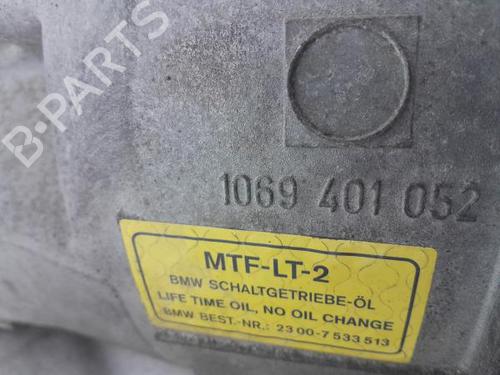 B-PARTS
1069 401 052
MTF-LT-2
BMW SCHALTGETRIEBE-ÖL
LIFE TIME OIL, NO OIL CHANGE
BMW BEST.-NR.: 23 00-7 533 513